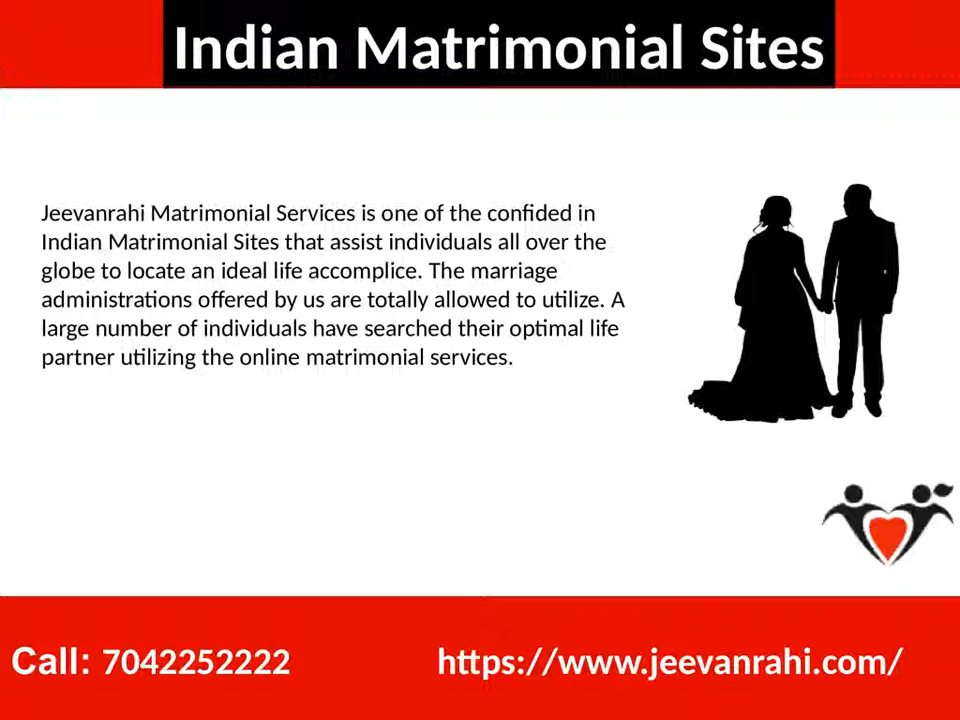 Indian Matrimonial Sites
Jeevanrahi Matrimonial Services is one of the confided in
Indian Matrimonial Sites that assist individuals all over the
globe to locate an ideal life accomplice. The marriage
administrations offered by us are totally allowed to utilize. A
large number of individuals have searched their optimal life
partner utilizing the online matrimonial services.
Call: 7042252222
https://www.jeevanrahi.com/